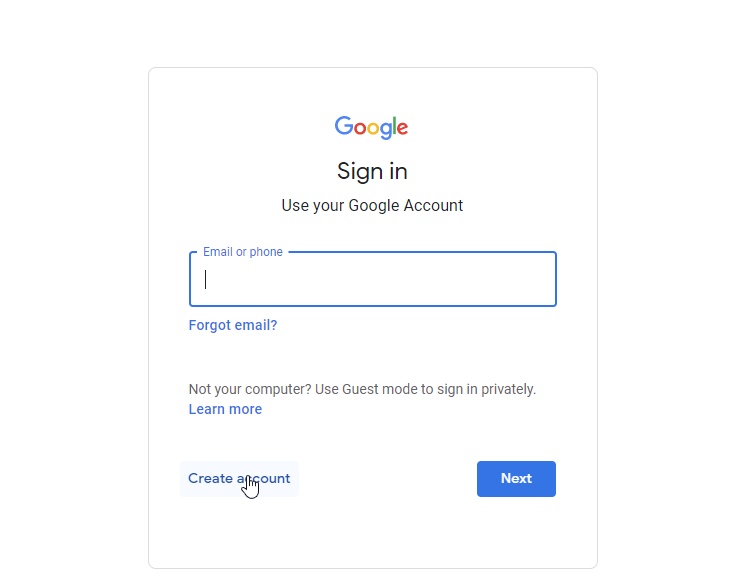 Google
Sign in
Use your Google Account
Email or phone
Forgot email?
Not your computer? Use Guest mode to sign in privately.
Learn more
Create account
Next